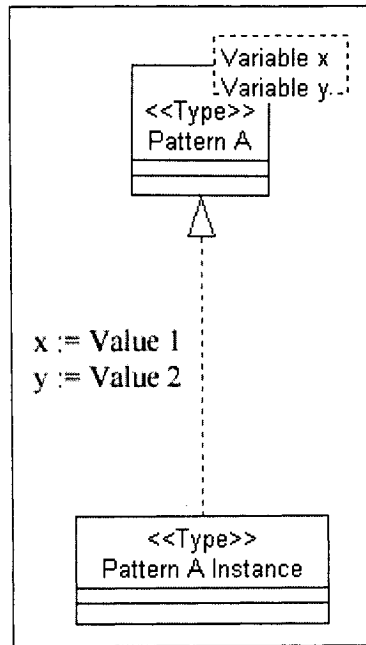 Variable x
Variable y
<<Type>>
Pattern A
x := Value 1
y := Value 2
<<Type>>
Pattern A Instance